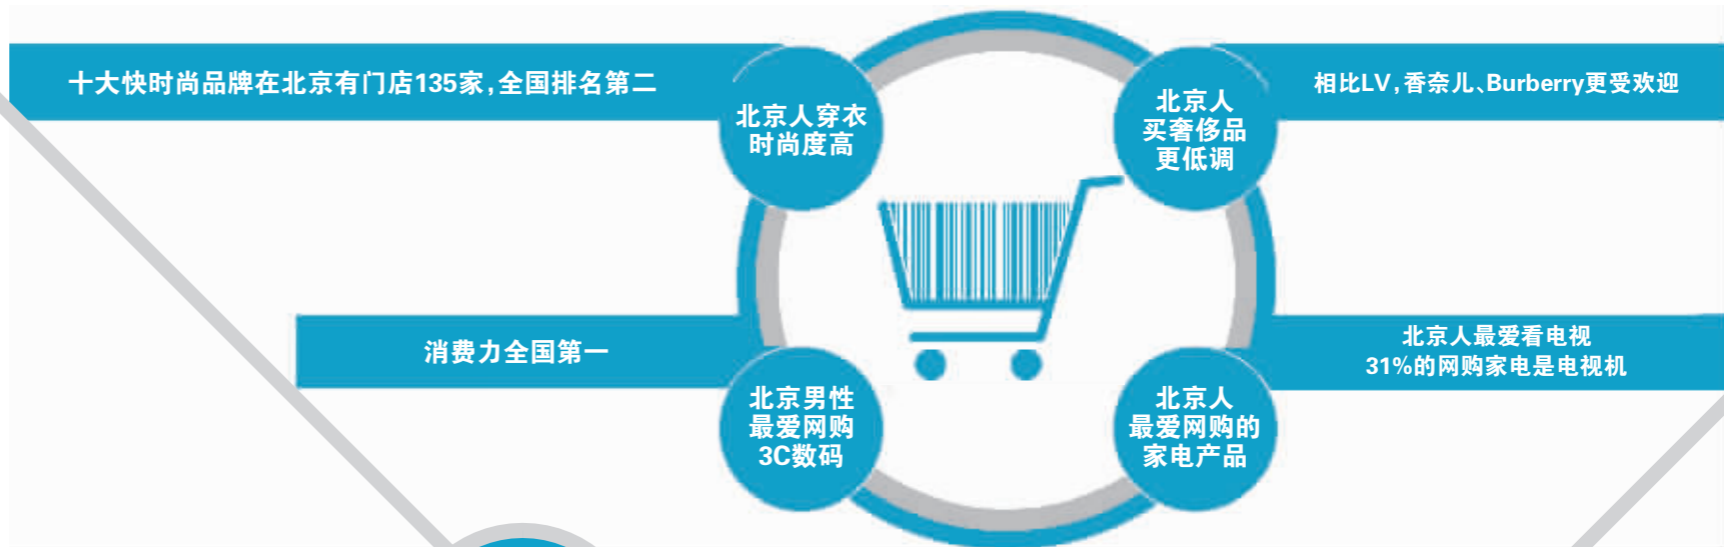 十大快时尚品牌在北京有门店135家,全国排名第二
北京人穿衣
时尚度高
北京人
买奢侈品
更低调
相比LV,香奈儿、Burberry更受欢迎
消费力全国第一
北京男性
最爱网购
3C数码
北京人
最爱网购的
家电产品
北京人最爱看电视
31%的网购家电是电视机